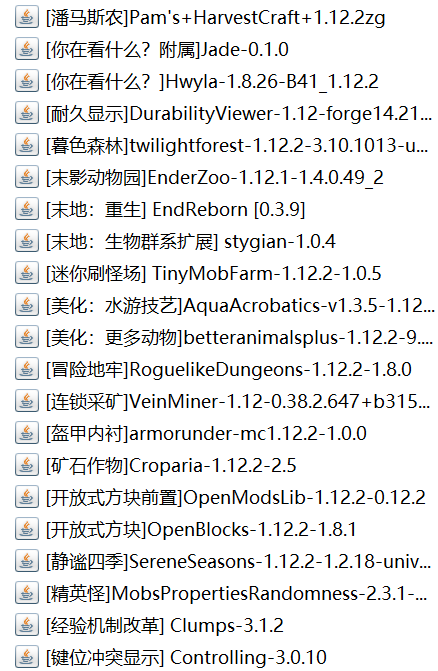 [潘马斯农]Pam's+HarvestCraft+1.12.2zg
[你在看什么？附属]Jade-0.1.0
[你在看什么？]Hwyla-1.8.26-B41_1.12.2
[耐久显示]DurabilityViewer-1.12-forge14.21...
[暮色森林]twilightforest-1.12.2-3.10.1013-u...
[末影动物园]EnderZoo-1.12.1-1.4.0.49_2
[末地：重生] EndReborn [0.3.9]
[末地：生物群系扩展] stygian-1.0.4
[迷你刷怪场] TinyMobFarm-1.12.2-1.0.5
[美化：水游技艺]AquaAcrobatics-v1.3.5-1.12...
[美化：更多动物]betteranimalsplus-1.12.2-9....
[冒险地牢]RoguelikeDungeons-1.12.2-1.8.0
[连锁采矿]VeinMiner-1.12-0.38.2.647+b315...
[盔甲内衬]armorunder-mc1.12.2-1.0.0
[矿石作物]Croparia-1.12.2-2.5
[开放式方块前置]OpenModsLib-1.12.2-0.12.2
[开放式方块]OpenBlocks-1.12.2-1.8.1
[静谧四季]SereneSeasons-1.12.2-1.2.18-univ...
[精英怪]MobsPropertiesRandomness-2.3.1-...
[经验机制改革] Clumps-3.1.2
[键位冲突显示] Controlling-3.0.10